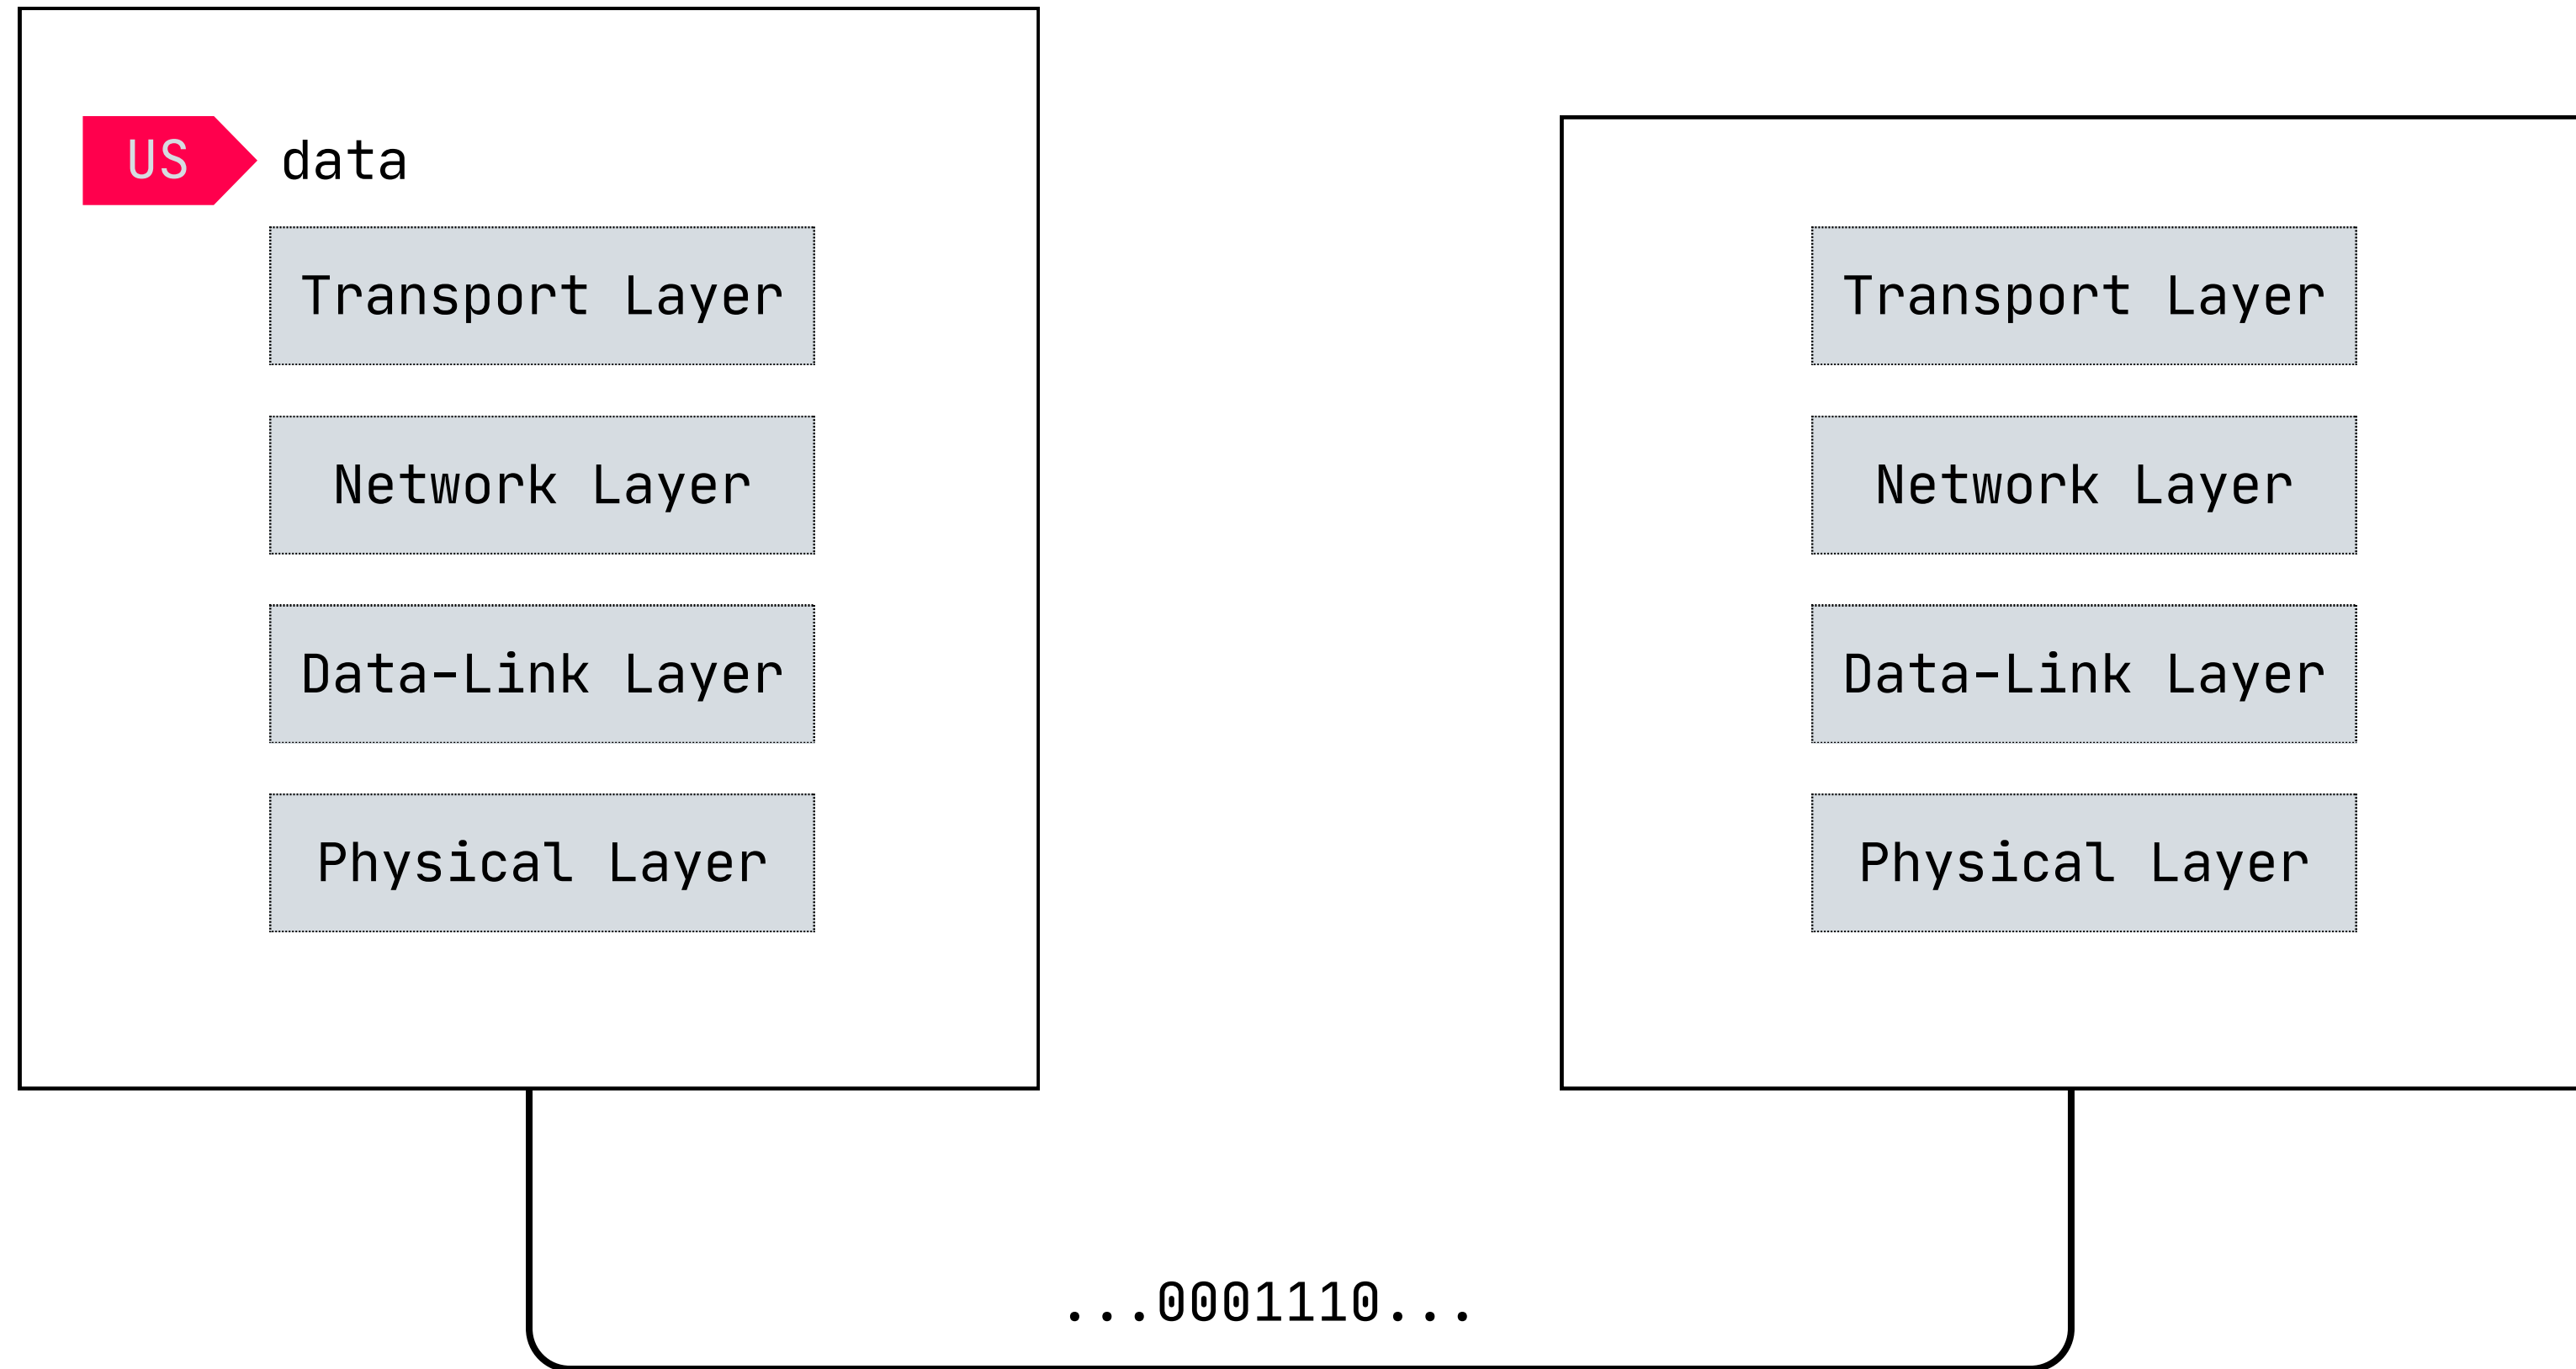 US data
Transport Layer
Network Layer
Data-Link Layer
Physical Layer
Transport Layer
Network Layer
Data-Link Layer
Physical Layer
...0001110...